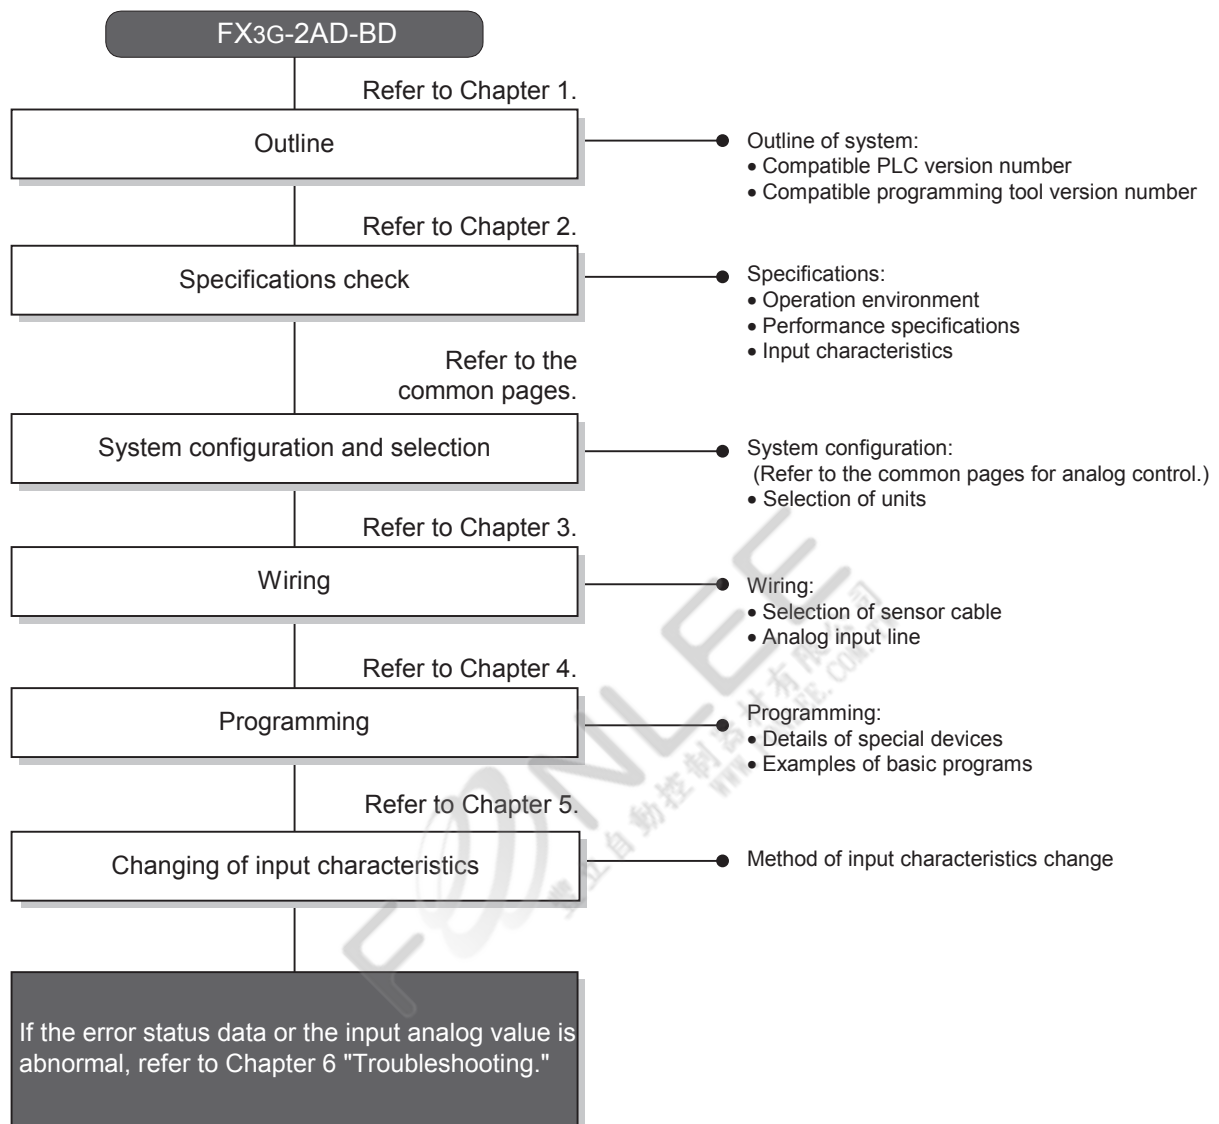 FX3G-2AD-BD
Refer to Chapter 1.
Outline
Outline of system:
• Compatible PLC version number
• Compatible programming tool version number
Refer to Chapter 2.
Specifications check
Specifications:
• Operation environment
• Performance specifications
• Input characteristics
Refer to the
common pages.
System configuration and selection
System configuration:
(Refer to the common pages for analog control.)
• Selection of units
Refer to Chapter 3.
Wiring
Wiring:
• Selection of sensor cable
• Analog input line
Refer to Chapter 4.
Programming
Programming:
• Details of special devices
• Examples of basic programs
Refer to Chapter 5.
Changing of input characteristics
Method of input characteristics change
If the error status data or the input analog value is
abnormal, refer to Chapter 6 "Troubleshooting."